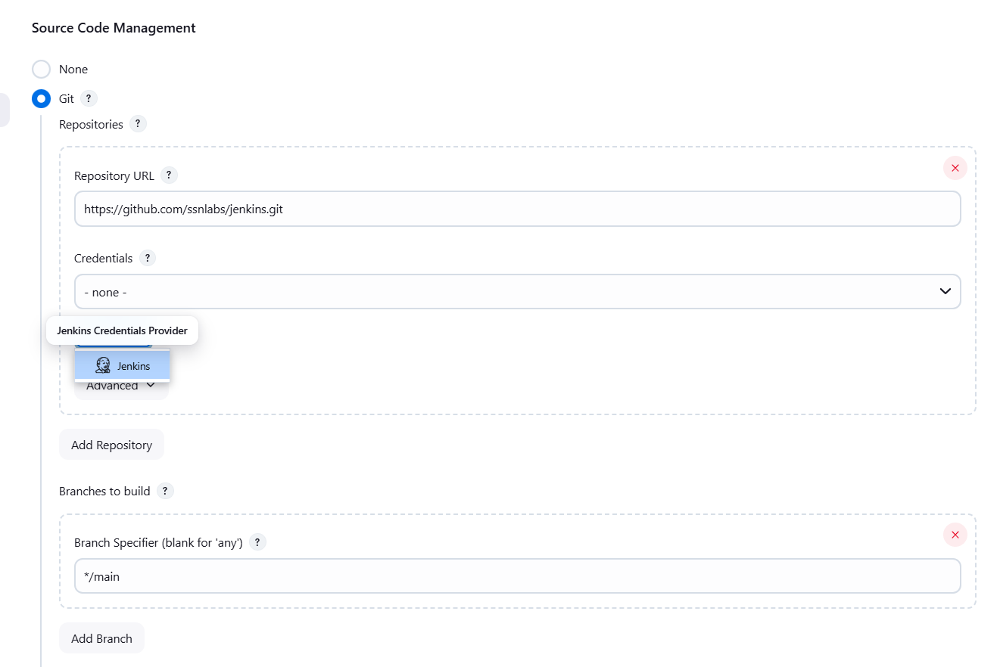 Source Code Management
None
Git ?
Repositories ?
Repository URL ?
https://github.com/ssnlabs/jenkins.git
Credentials ?
- none -
Jenkins Credentials Provider
Jenkins
Advanced
Add Repository
Branches to build ?
Branch Specifier (blank for 'any') ?
*/main
Add Branch